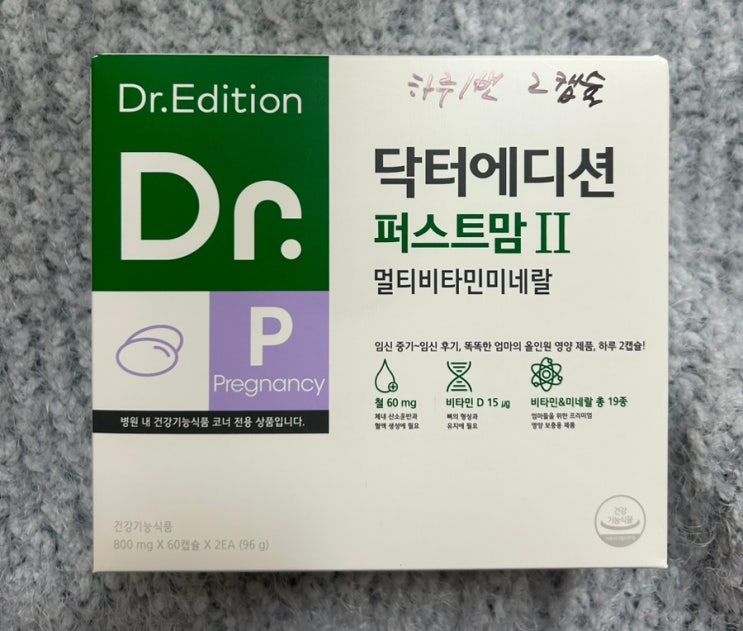 하루 1번 2캡슐
Dr.Edition
Dr.
P
Pregnancy
병원 내 건강기능식품 코너 전용 상품입니다.
닥터에디션
퍼스트맘 II
멀티비타민미네랄
임신 중기~임신 후기, 똑똑한 엄마의 올인원 영양 제품, 하루 2캡슐!
철 60 mg
체내 산소운반과
혈액 생성에 필요
비타민 D 15 ㎍
뼈의 형성과
유지에 필요
비타민&미네랄 총 19종
엄마들을 위한 프리미엄
영양 보충용 제품
건강기능식품
800 mg X 60캡슐 X 2EA (96 g)
건강
기능식품